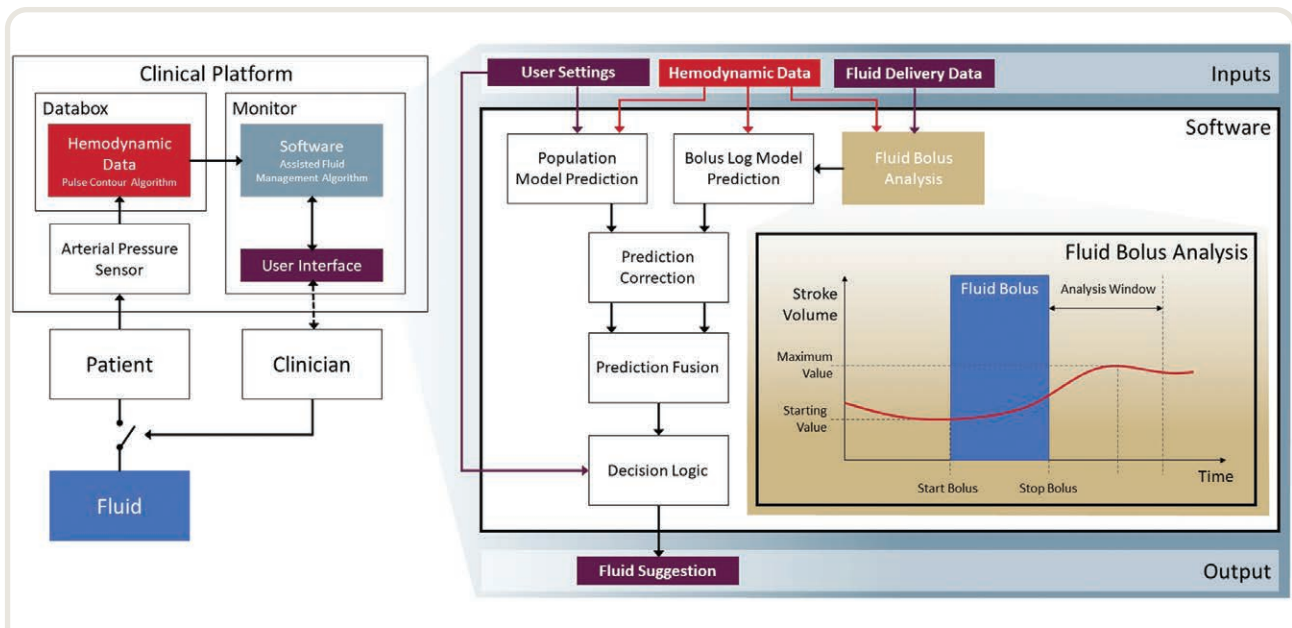 Clinical Platform
Databox
Hemodynamic
Data
Pulse Contour Algorithm
Monitor
Software
Assisted Fluid
Management Algorithm
Arterial Pressure
Sensor
User Interface
Patient
Clinician
Fluid
User Settings
Hemodynamic Data
Fluid Delivery Data
Inputs
Software
Population
Model Prediction
Bolus Log Model
Prediction
Fluid Bolus
Analysis
Prediction
Correction
Prediction Fusion
Decision Logic
Fluid Bolus Analysis
Stroke
Volume
Fluid Bolus
Analysis Window
Maximum
Value
Starting
Value
Time
Start Bolus
Stop Bolus
Fluid Suggestion
Output